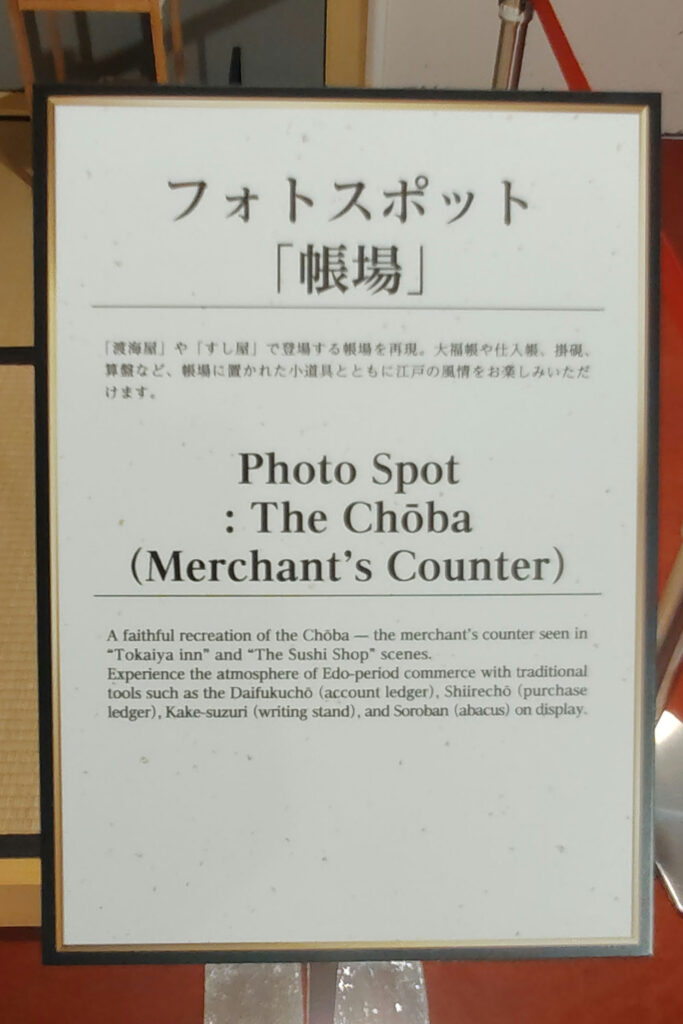 フォトスポット
「帳場」
「渡海屋」や「すし屋」で登場する帳場を再現。大福帳や仕入帳、掛硯、
算盤など、帳場に置かれた小道具とともに江戸の風情をお楽しみいただ
けます。
Photo Spot
: The Chōba
(Merchant's Counter)
A faithful recreation of the Chōba — the merchant's counter seen in
“Tokaiya inn” and “The Sushi Shop” scenes.
Experience the atmosphere of Edo-period commerce with traditional
tools such as the Daifukuchō (account ledger), Shiirechō (purchase
ledger), Kake-suzuri (writing stand), and Soroban (abacus) on display.